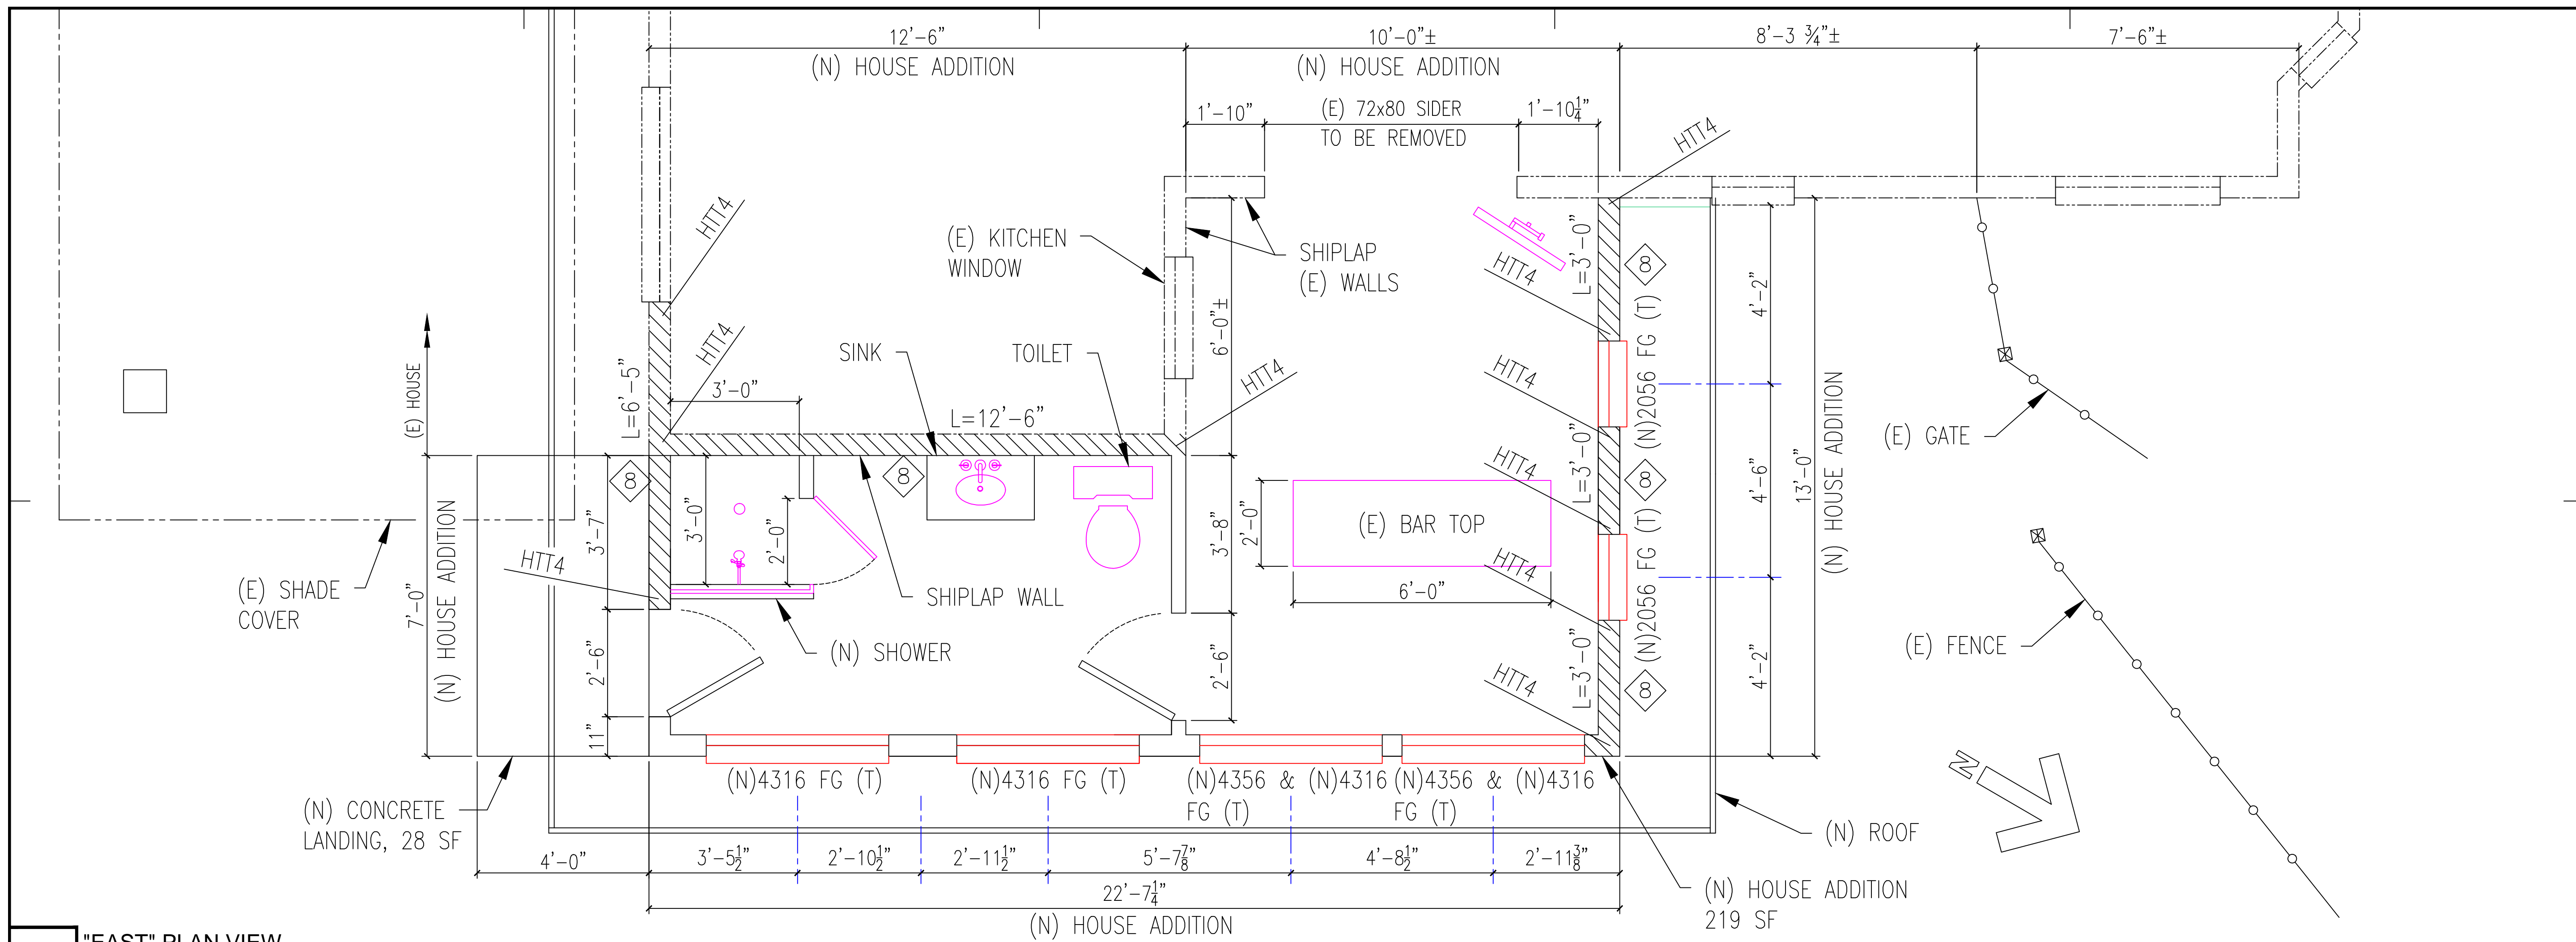 12'-6"
(N) HOUSE ADDITION
10'-0"±
(N) HOUSE ADDITION
8'-3 ¾"±
7'-6"±
1'-10"
(E) 72x80 SIDER
TO BE REMOVED
1'-10¼"
HTT4
HTT4
(E) KITCHEN
WINDOW
SHIPLAP
(E) WALLS
HTT4
L=3'-0"
8
4'-2"
6'-0"±
HTT4
SINK
TOILET
HTT4
HTT4
(N)2056 FG (T)
(E) HOUSE
L=6'-5"
3'-0"
L=12'-6"
(E) GATE
13'-0"
(N) HOUSE ADDITION
8
8
HTT4
L=3'-0"
8
4'-6"
3'-7"
3'-0"
2'-0"
3'-8"
2'-0"
(E) BAR TOP
6'-0"
HTT4
HTT4
(N)2056 FG (T)
(E) SHADE
COVER
7'-0"
(N) HOUSE ADDITION
SHIPLAP WALL
(N) SHOWER
2'-6"
2'-6"
HTT4
L=3'-0"
8
4'-2"
(E) FENCE
11"
(N)4316 FG (T)
(N)4316 FG (T)
(N)4356 & (N)4316
FG (T)
(N)4356 & (N)4316
FG (T)
N
(N) CONCRETE
LANDING, 28 SF
(N) ROOF
4'-0"
3'-5½"
2'-10½"
2'-11½"
5'-7⅞"
4'-8½"
2'-11⅜"
22'-7¼"
(N) HOUSE ADDITION
(N) HOUSE ADDITION
219 SF
"EAST" PLAN VIEW